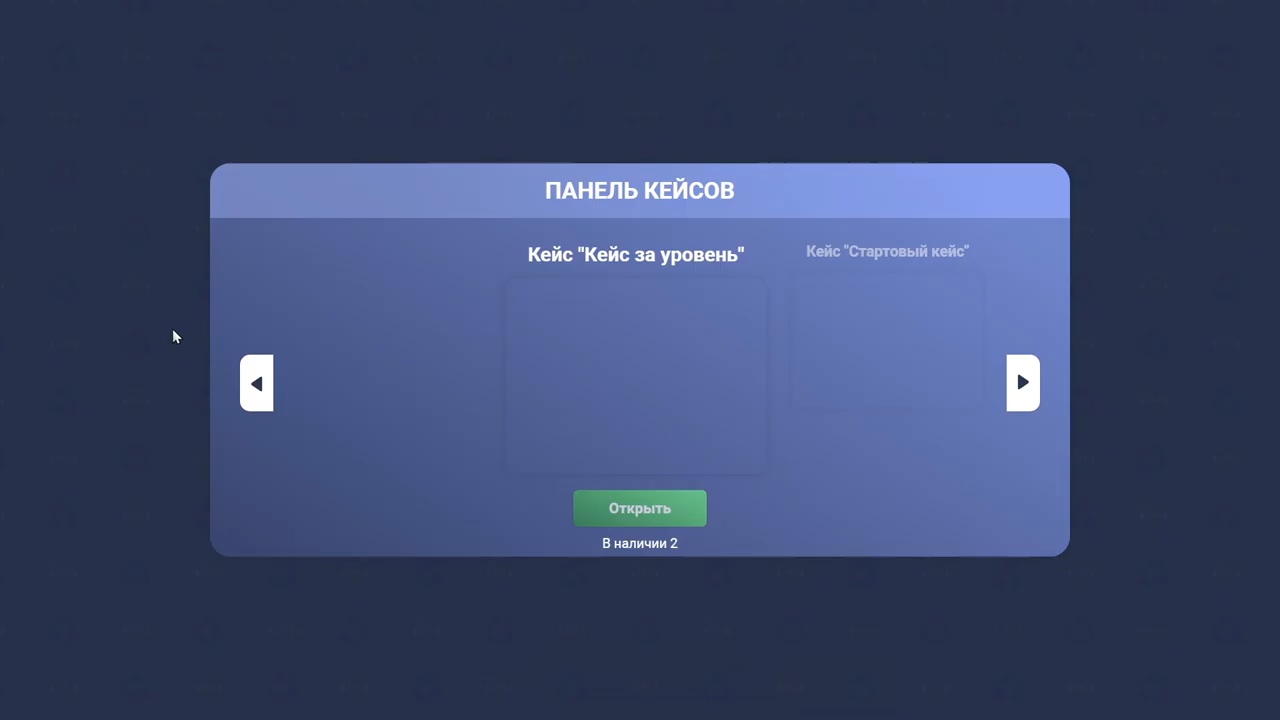 ПАНЕЛЬ КЕЙСОВ
Кейс "Кейс за уровень"
Кейс "Стартовый кейс"
Открыть
В наличии 2